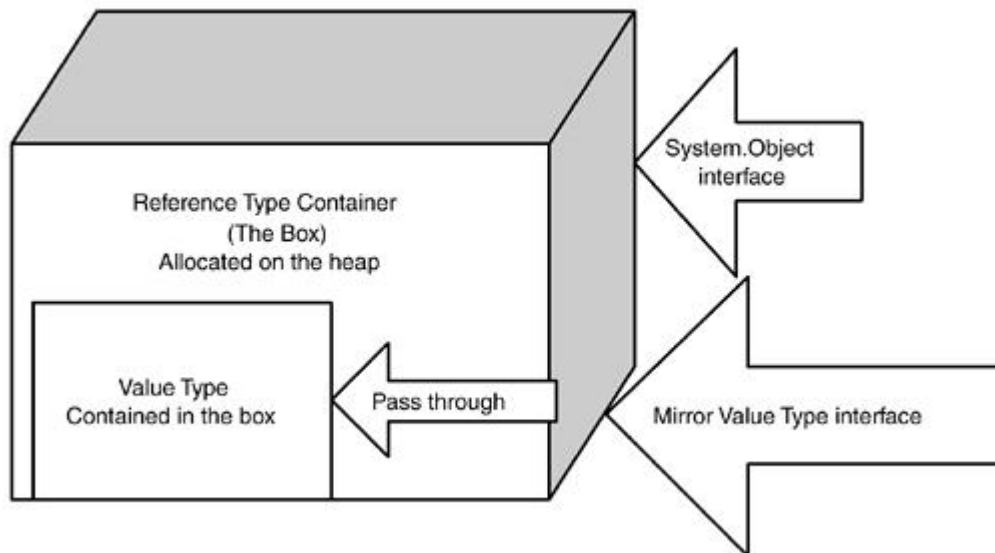 System.Object
interface
Reference Type Container
(The Box)
Allocated on the heap
Value Type
Contained in the box
Pass through
Mirror Value Type interface